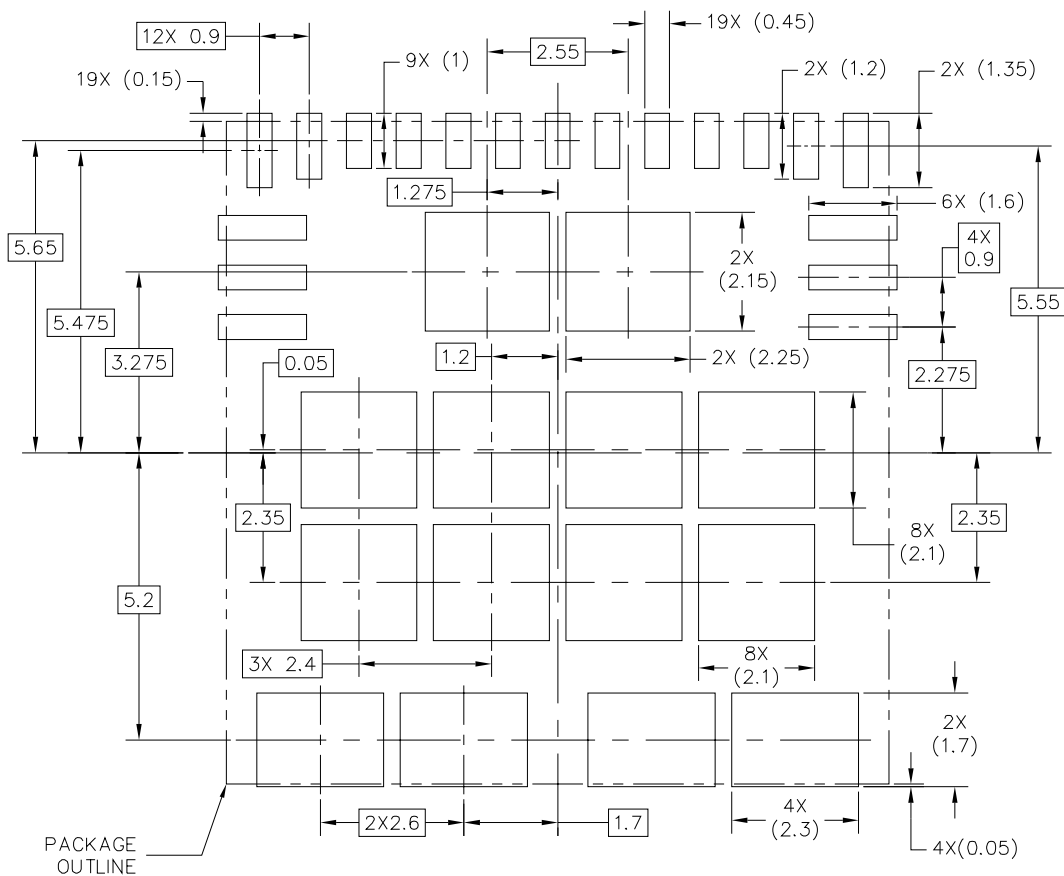 12X 0.9
19X (0.45)
2.55
9X (1)
2X (1.2)
2X (1.35)
19X (0.15)
1.275
6X (1.6)
4X
0.9
5.65
2X
(2.15)
5.55
5.475
3.275
0.05
1.2
2X (2.25)
2.275
2.35
2.35
8X
(2.1)
5.2
3X 2.4
8X
(2.1)
2X
(1.7)
2X2.6
1.7
4X
(2.3)
4X(0.05)
PACKAGE
OUTLINE